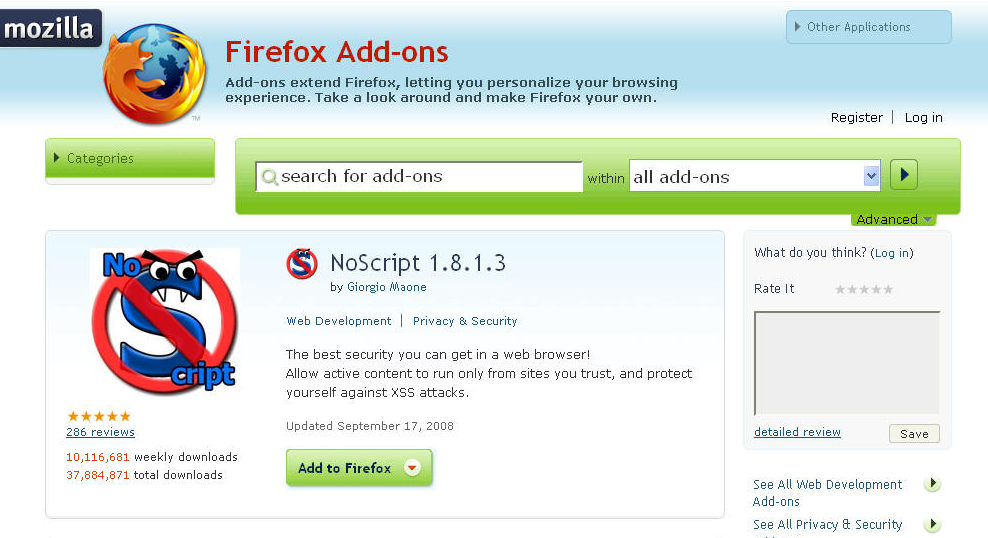 mozilla
Firefox Add-ons
Add-ons extend Firefox, letting you personalize your browsing
experience. Take a look around and make Firefox your own.
TM
Other Applications
Register | Log in
Categories
search for add-ons within all add-ons
Advanced
No
S
cript
NoScript 1.8.1.3
by Giorgio Maone
Web Development | Privacy & Security
The best security you can get in a web browser!
Allow active content to run only from sites you trust, and protect
yourself against XSS attacks.
Updated September 17, 2008
Add to Firefox
286 reviews
10,116,681 weekly downloads
37,884,871 total downloads
What do you think? (Log in)
Rate It
detailed review
Save
See All Web Development
Add-ons
See All Privacy & Security